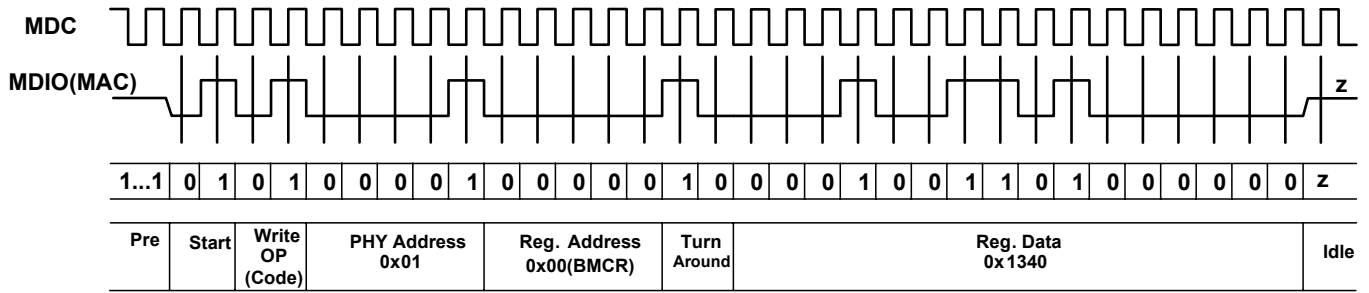 MDC
MDIO(MAC)
z
1...1 0 1 0 1 0 0 0 0 1 0 0 0 0 0 1 0 0 0 0 1 0 0 1 1 0 1 0 0 0 0 0 0 z
Pre Start Write OP (Code) PHY Address 0x01 Reg. Address 0x00(BMCR) Turn Around Reg. Data 0x1340 Idle